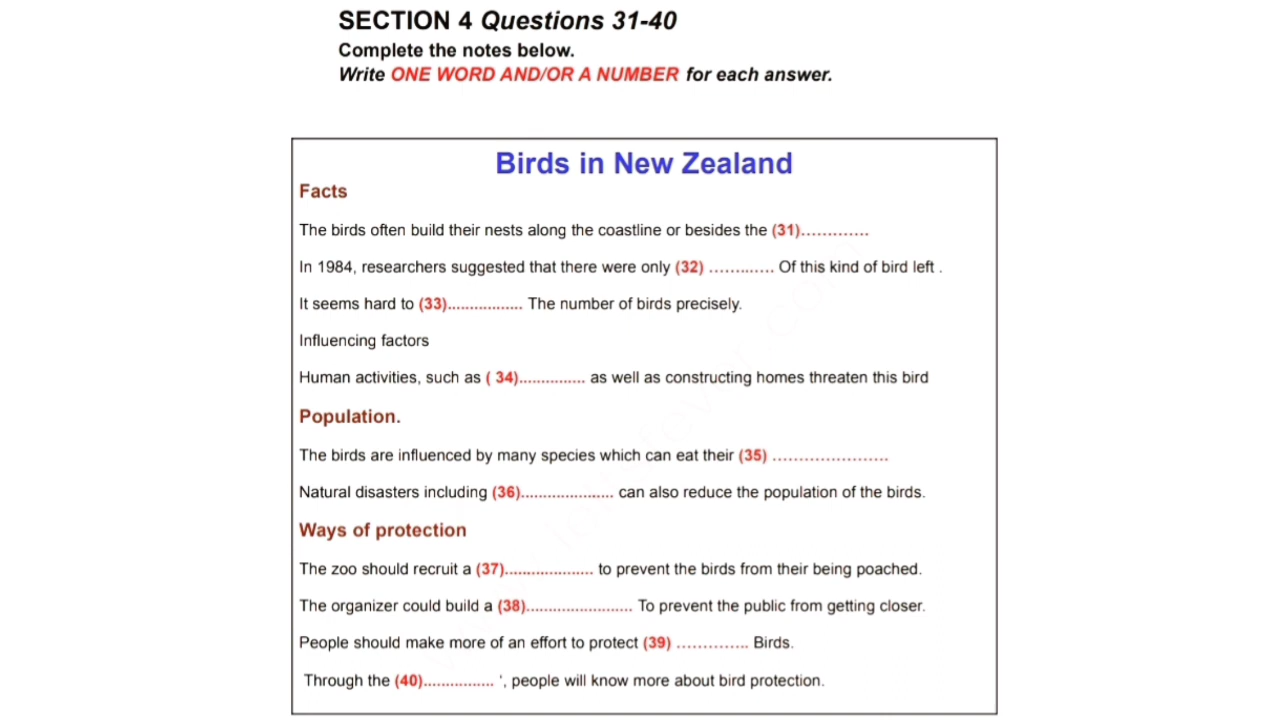 SECTION 4 Questions 31-40
Complete the notes below.
Write ONE WORD AND/OR A NUMBER for each answer.
Birds in New Zealand
Facts
The birds often build their nests along the coastline or besides the (31).............
In 1984, researchers suggested that there were only (32) ............. Of this kind of bird left .
It seems hard to (33)................. The number of birds precisely.
Influencing factors
Human activities, such as ( 34)............... as well as constructing homes threaten this bird
Population.
The birds are influenced by many species which can eat their (35) ......................
Natural disasters including (36)..................... can also reduce the population of the birds.
Ways of protection
The zoo should recruit a (37).................... to prevent the birds from their being poached.
The organizer could build a (38)........................ To prevent the public from getting closer.
People should make more of an effort to protect (39) .............. Birds.
Through the (40)................ ', people will know more about bird protection.